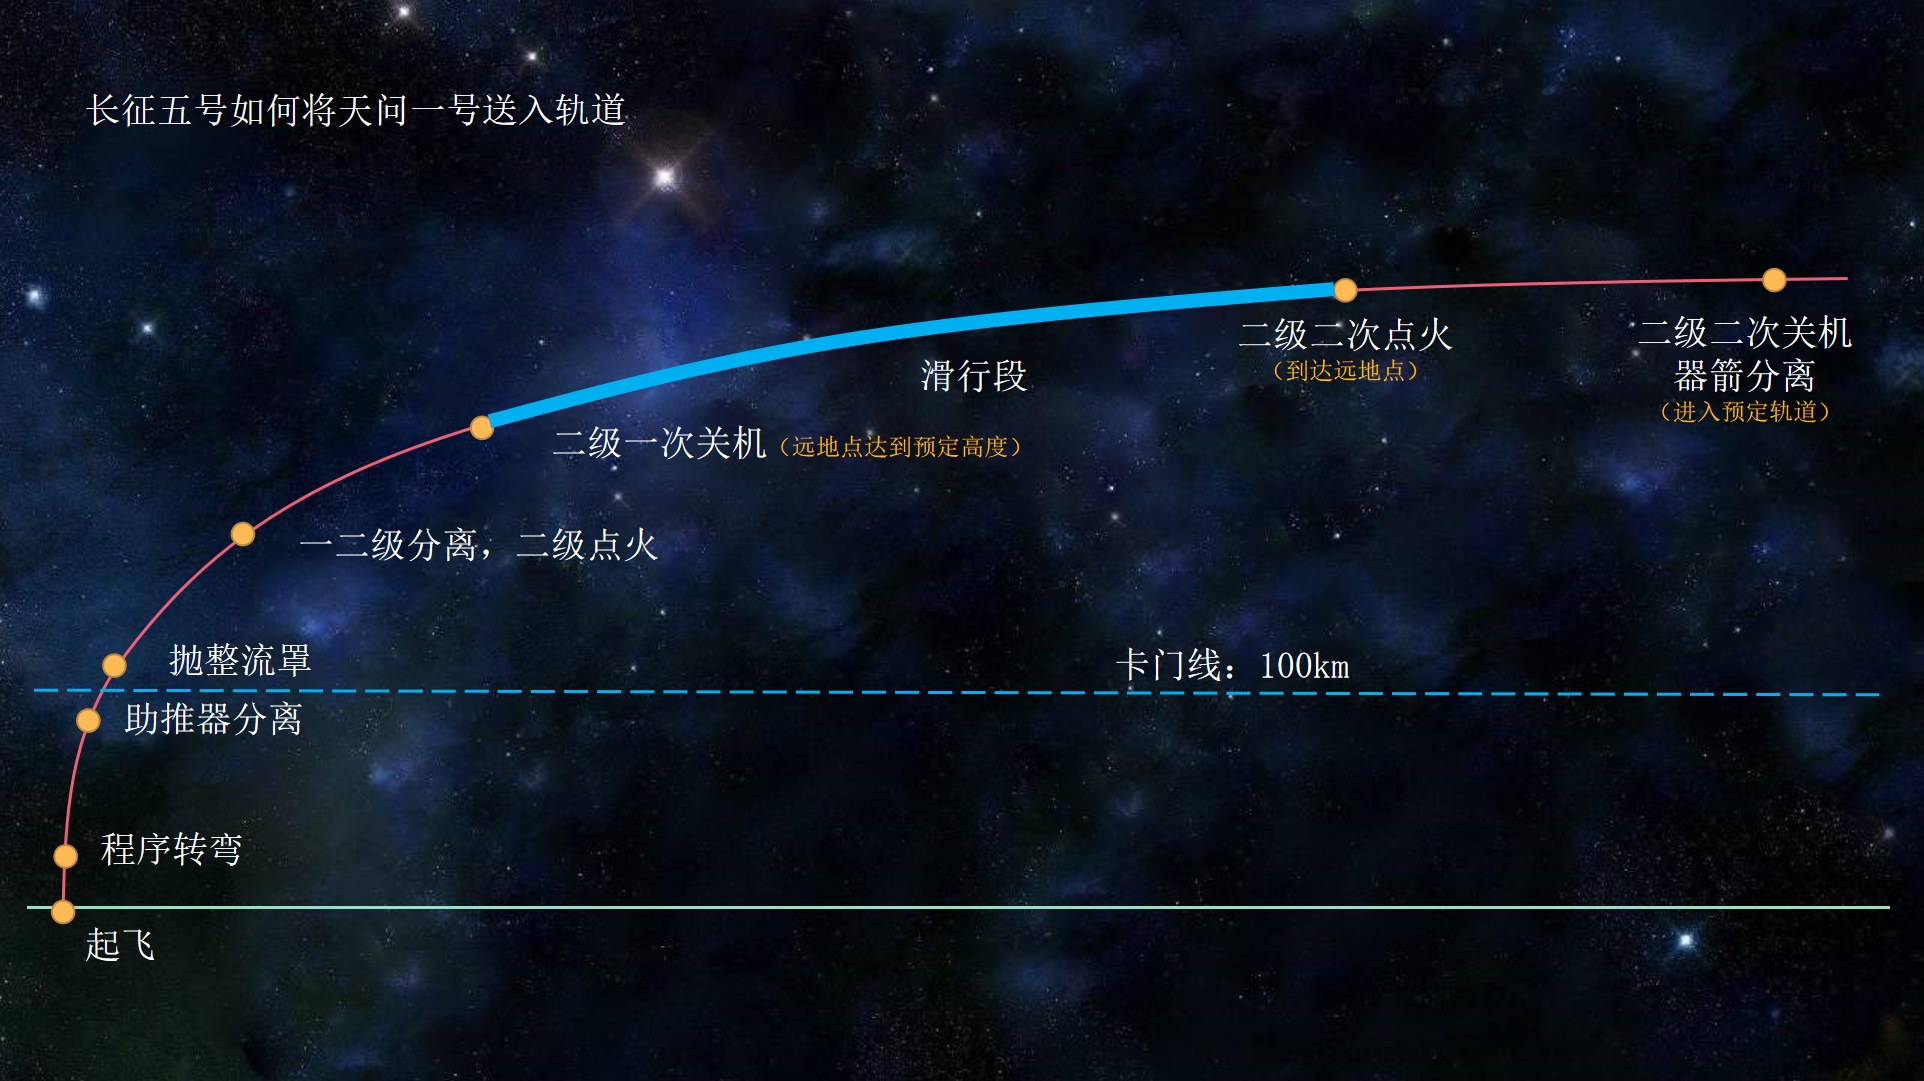 长征五号如何将天问一号送入轨道
二级二次点火
（到达远地点）
二级二次关机
器箭分离
（进入预定轨道）
滑行段
二级一次关机（远地点达到预定高度）
一二级分离，二级点火
抛整流罩
卡门线：100km
助推器分离
程序转弯
起飞